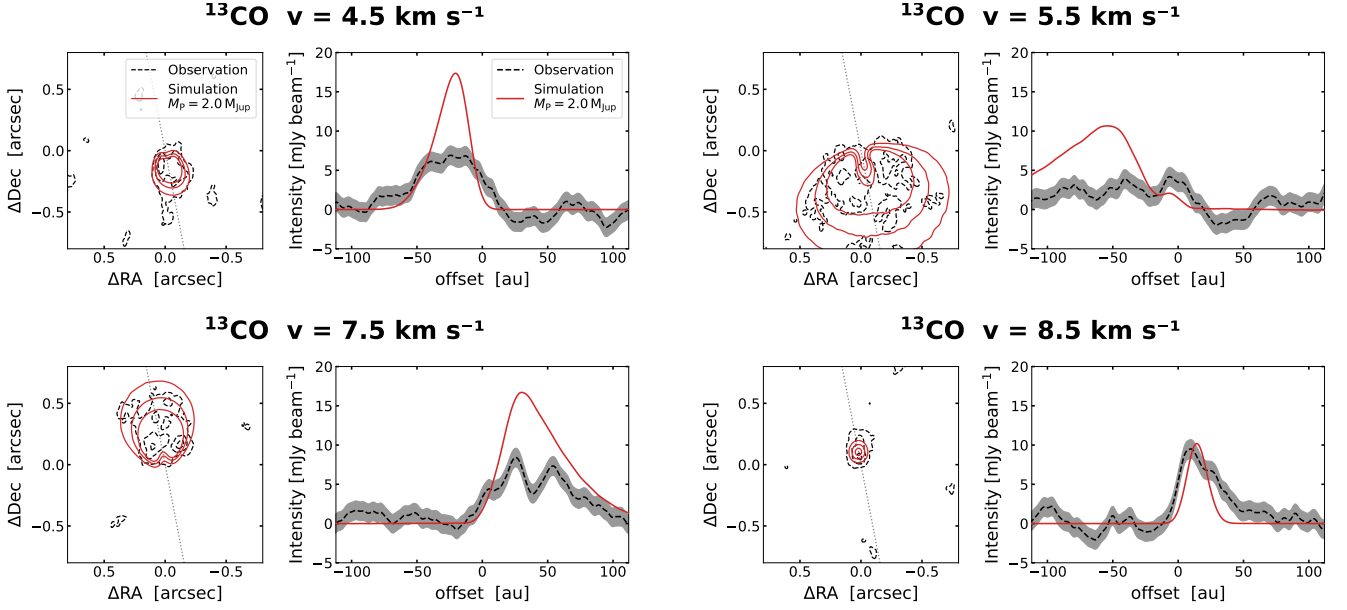 ¹³CO v = 4.5 km s⁻¹
ΔDec [arcsec]
0.5
0.0
−0.5
0.5 0.0 −0.5
ΔRA [arcsec]
Observation
Simulation
M_P = 2.0 M_Jup
Intensity [mJy beam⁻¹]
20
15
10
5
0
−5
−100 −50 0 50 100
offset [au]
Observation
Simulation
M_P = 2.0 M_Jup
¹³CO v = 5.5 km s⁻¹
ΔDec [arcsec]
0.5
0.0
−0.5
0.5 0.0 −0.5
ΔRA [arcsec]
Intensity [mJy beam⁻¹]
20
15
10
5
0
−5
−100 −50 0 50 100
offset [au]
Observation
Simulation
M_P = 2.0 M_Jup
¹³CO v = 7.5 km s⁻¹
ΔDec [arcsec]
0.5
0.0
−0.5
0.5 0.0 −0.5
ΔRA [arcsec]
Intensity [mJy beam⁻¹]
20
15
10
5
0
−5
−100 −50 0 50 100
offset [au]
¹³CO v = 8.5 km s⁻¹
ΔDec [arcsec]
0.5
0.0
−0.5
0.5 0.0 −0.5
ΔRA [arcsec]
Intensity [mJy beam⁻¹]
20
15
10
5
0
−5
−100 −50 0 50 100
offset [au]